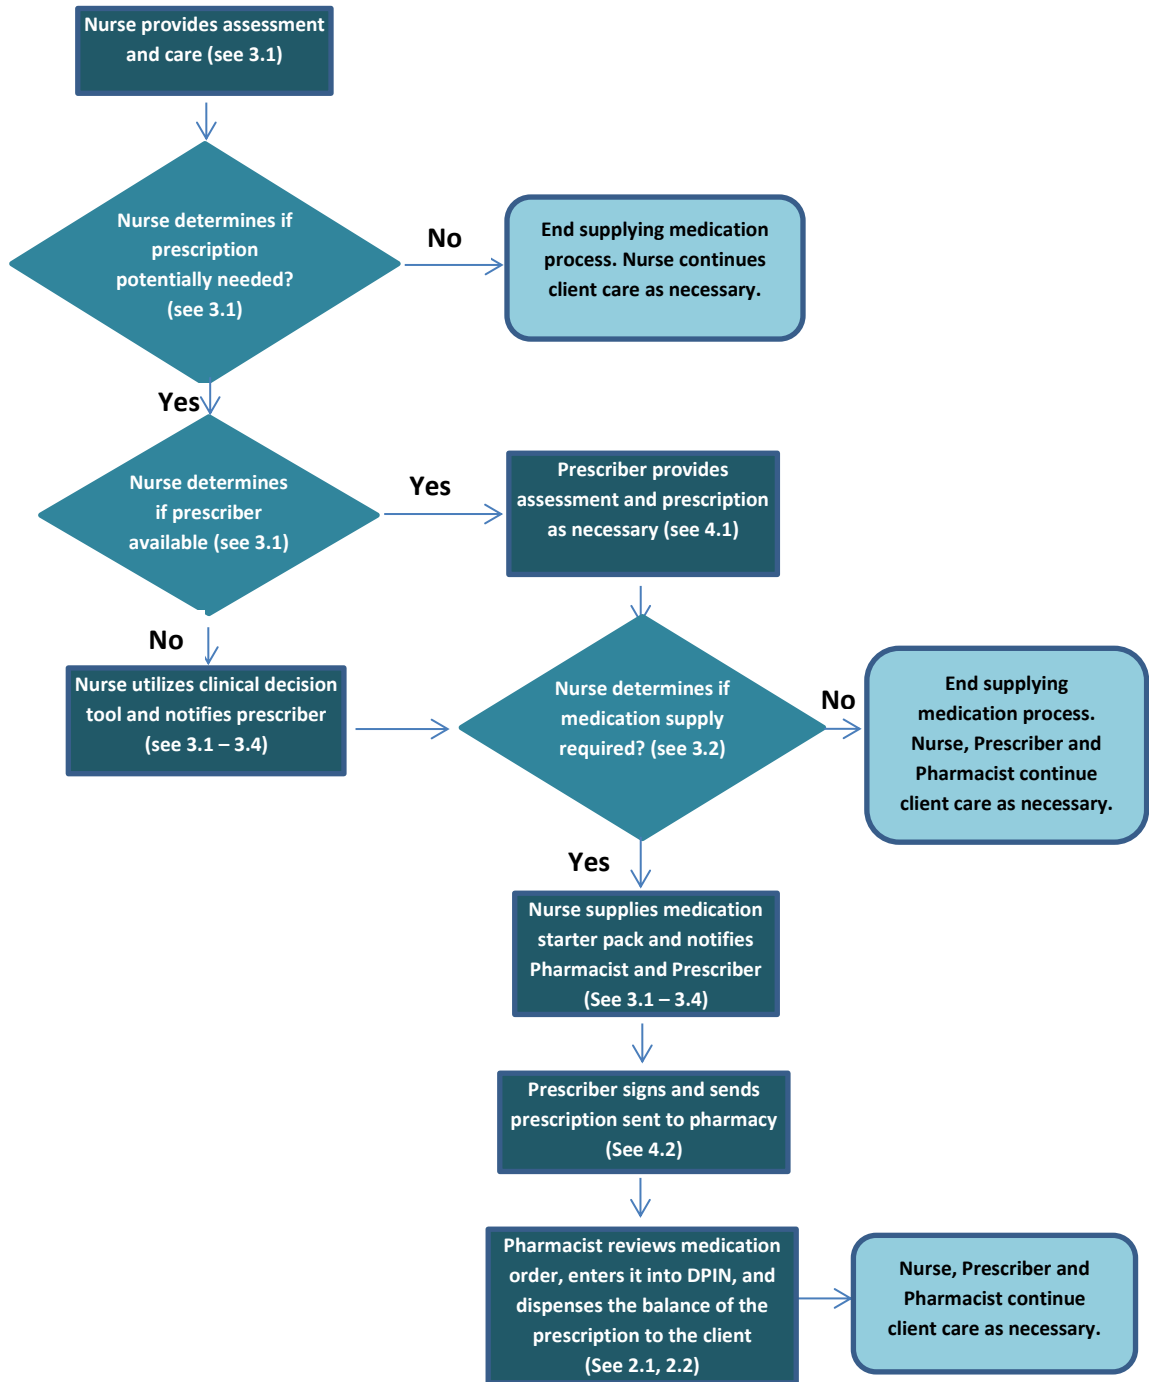 Nurse provides assessment
and care (see 3.1)
Nurse determines if
prescription
potentially needed?
(see 3.1)
No
End supplying medication
process. Nurse continues
client care as necessary.
Yes
Nurse determines
if prescriber
available (see 3.1)
Yes
Prescriber provides
assessment and prescription
as necessary (see 4.1)
No
Nurse utilizes clinical decision
tool and notifies prescriber
(see 3.1 – 3.4)
Nurse determines if
medication supply
required? (see 3.2)
No
End supplying
medication process.
Nurse, Prescriber and
Pharmacist continue
client care as necessary.
Yes
Nurse supplies medication
starter pack and notifies
Pharmacist and Prescriber
(See 3.1 – 3.4)
Prescriber signs and sends
prescription sent to pharmacy
(See 4.2)
Pharmacist reviews medication
order, enters it into DPIN, and
dispenses the balance of the
prescription to the client
(See 2.1, 2.2)
Nurse, Prescriber and
Pharmacist continue
client care as necessary.